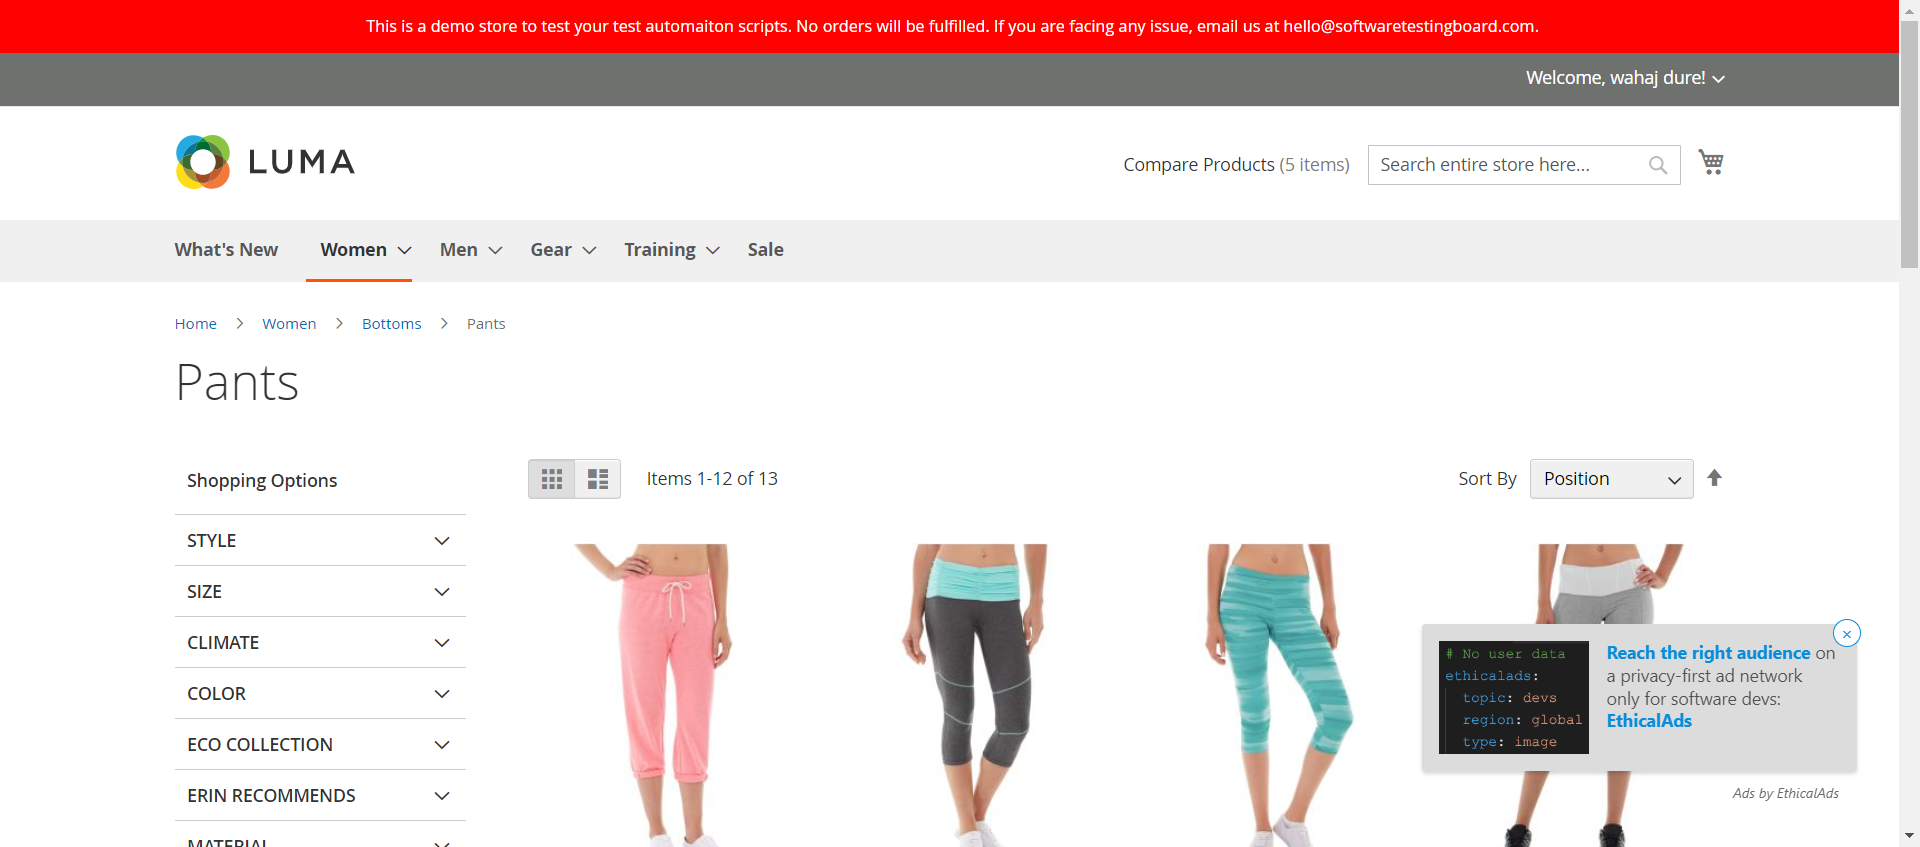 This is a demo store to test your test automaiton scripts. No orders will be fulfilled. If you are facing any issue, email us at hello@softwaretestingboard.com.
Welcome, wahaj dure!
LUMA
Compare Products (5 items)
Search entire store here...
What's New
Women
Men
Gear
Training
Sale
Home
Women
Bottoms
Pants
Pants
Shopping Options
Items 1-12 of 13
Sort By
Position
STYLE
SIZE
CLIMATE
COLOR
ECO COLLECTION
ERIN RECOMMENDS
MATERIAL
# No user data
ethicalads:
topic: devs
region: global
type: image
Reach the right audience on
a privacy-first ad network
only for software devs:
EthicalAds
Ads by EthicalAds